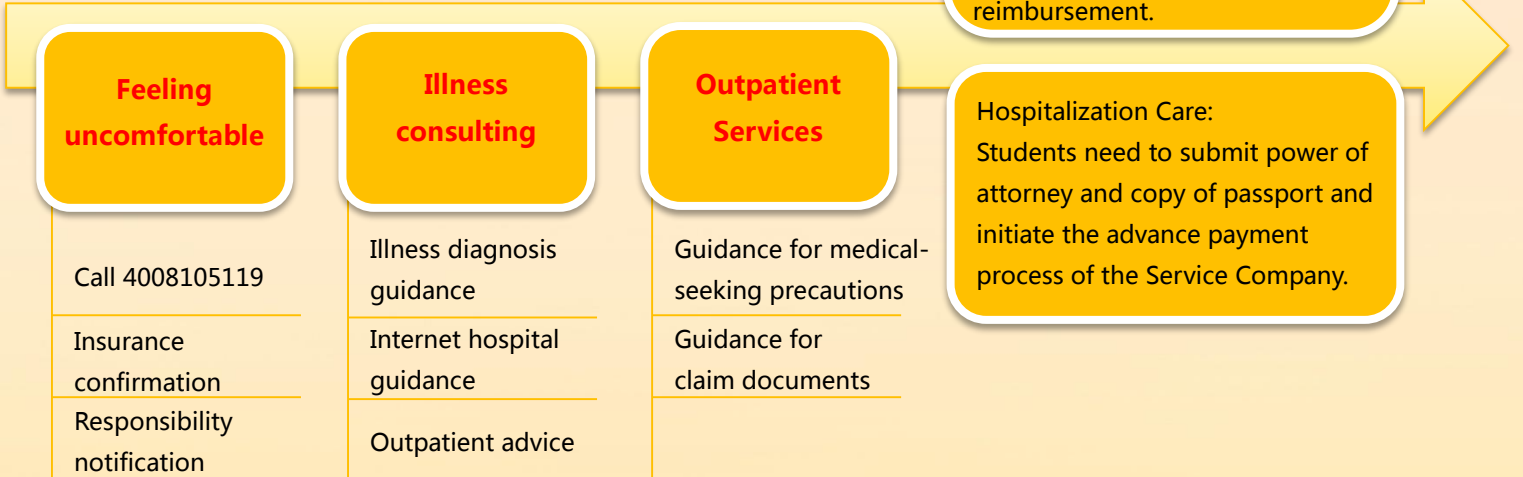 reimbursement.
Feeling
uncomfortable
Illness
consulting
Outpatient
Services
Hospitalization Care:
Students need to submit power of
attorney and copy of passport and
initiate the advance payment
process of the Service Company.
Call 4008105119
Insurance
confirmation
Responsibility
notification
Illness diagnosis
guidance
Internet hospital
guidance
Outpatient advice
Guidance for medical-
seeking precautions
Guidance for
claim documents